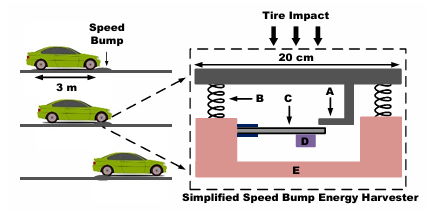 Speed
Bump
3 m
Tire Impact
20 cm
A
B
C
D
E
Simplified Speed Bump Energy Harvester